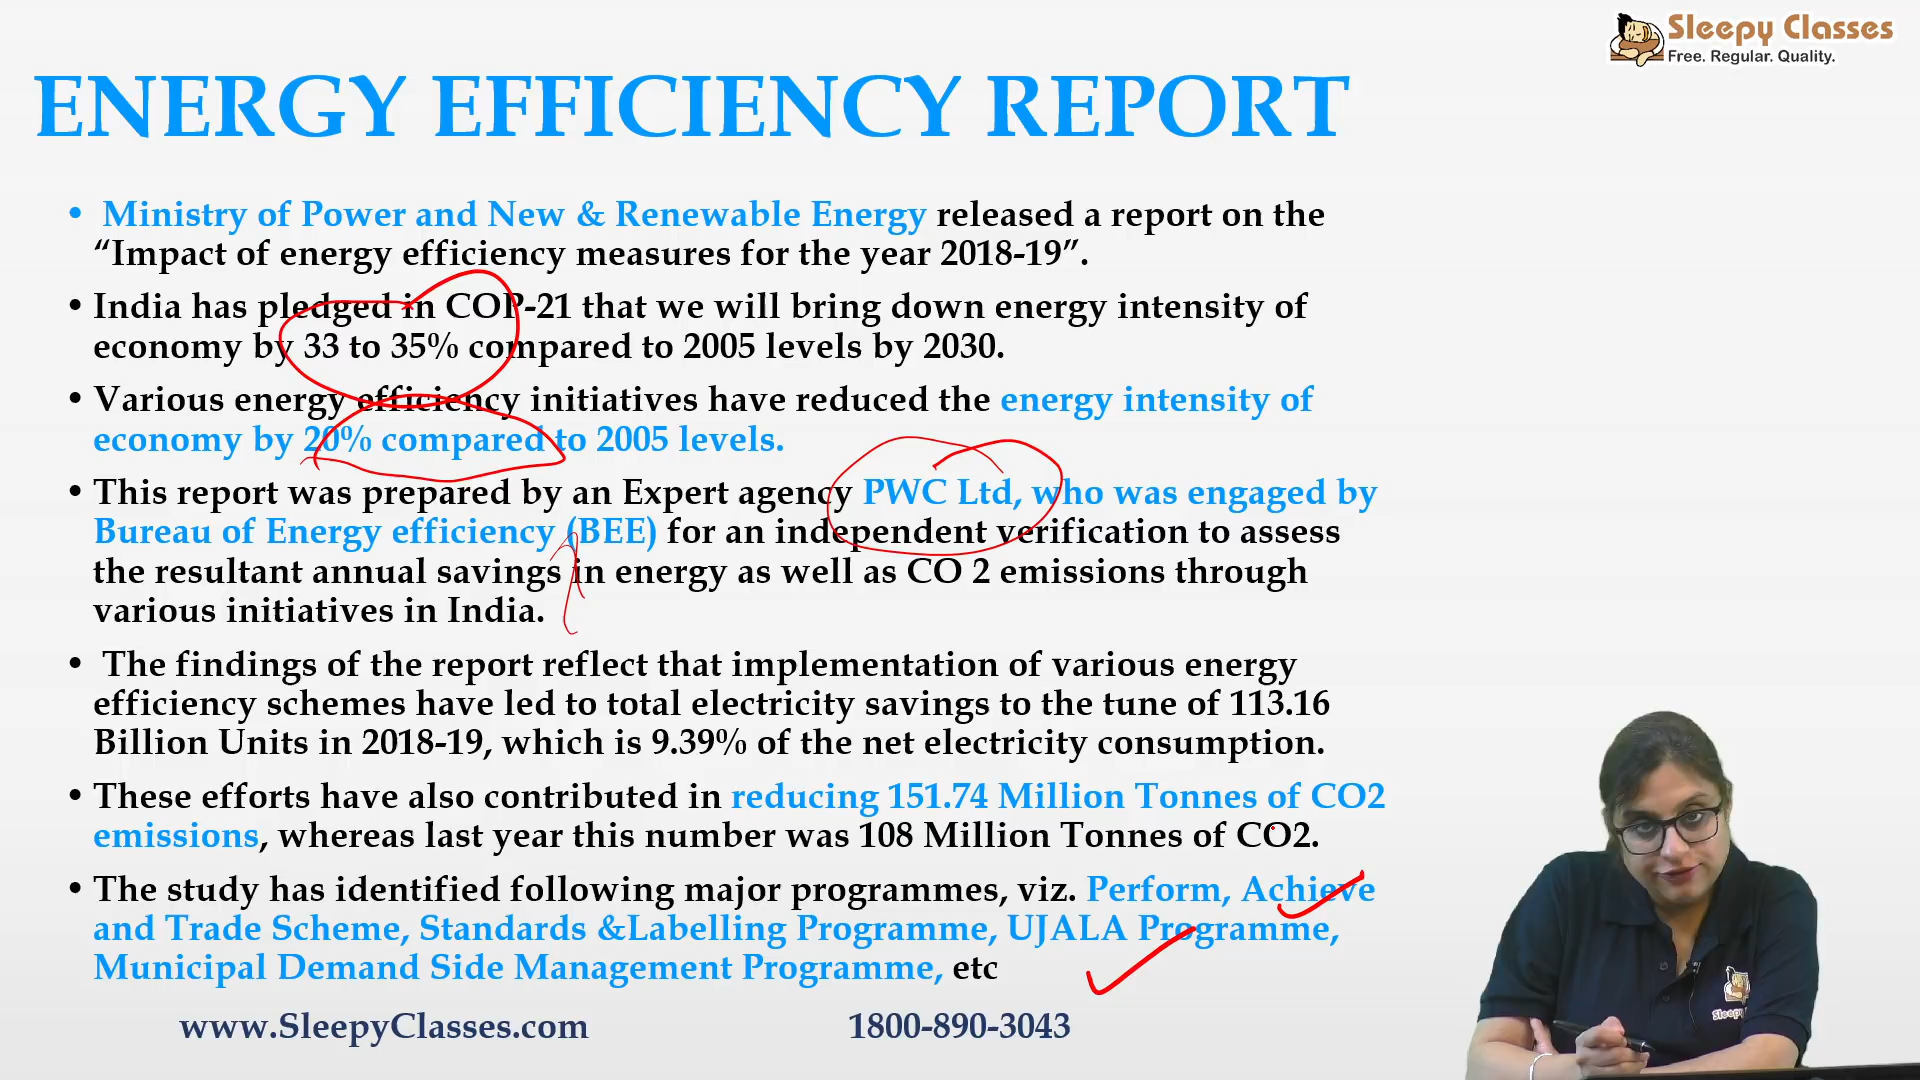 Sleepy Classes
Free. Regular. Quality.
ENERGY EFFICIENCY REPORT
• Ministry of Power and New & Renewable Energy released a report on the
“Impact of energy efficiency measures for the year 2018-19”.
• India has pledged in COP-21 that we will bring down energy intensity of
economy by 33 to 35% compared to 2005 levels by 2030.
• Various energy efficiency initiatives have reduced the energy intensity of
economy by 20% compared to 2005 levels.
• This report was prepared by an Expert agency PWC Ltd, who was engaged by
Bureau of Energy efficiency (BEE) for an independent verification to assess
the resultant annual savings in energy as well as CO 2 emissions through
various initiatives in India.
• The findings of the report reflect that implementation of various energy
efficiency schemes have led to total electricity savings to the tune of 113.16
Billion Units in 2018-19, which is 9.39% of the net electricity consumption.
• These efforts have also contributed in reducing 151.74 Million Tonnes of CO2
emissions, whereas last year this number was 108 Million Tonnes of CO2.
• The study has identified following major programmes, viz. Perform, Achieve
and Trade Scheme, Standards &Labelling Programme, UJALA Programme,
Municipal Demand Side Management Programme, etc
www.SleepyClasses.com 1800-890-3043
Sleepy